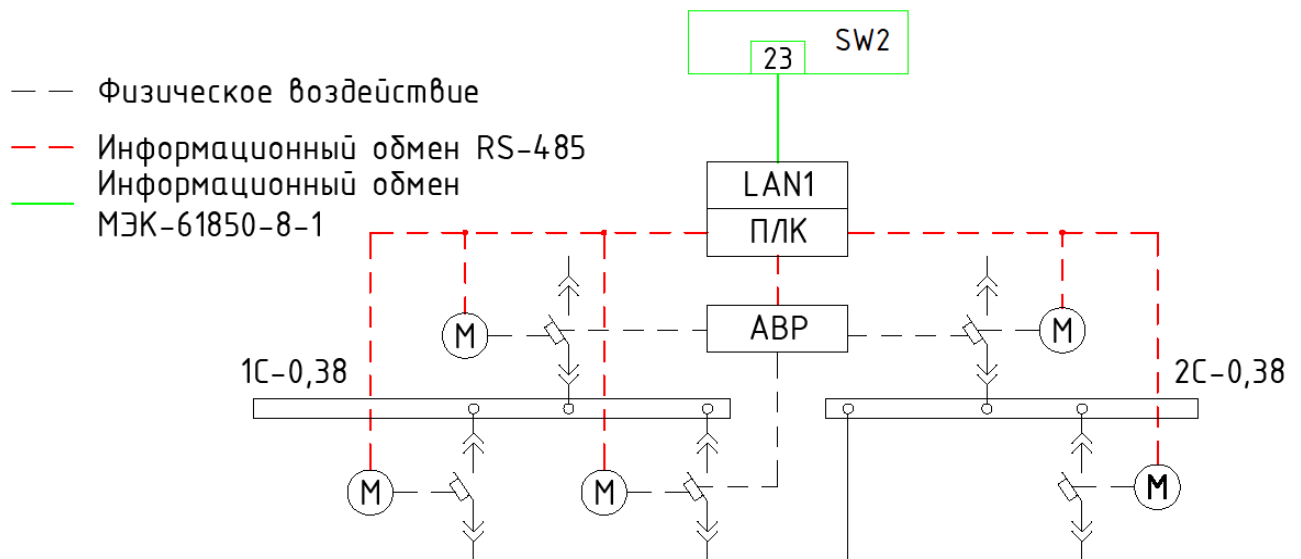 SW2
23
Физическое воздействие
Информационный обмен RS-485
Информационный обмен
МЭК-61850-8-1
LAN1
ПЛК
АВР
М
М
1С-0,38
2С-0,38
М
М
М